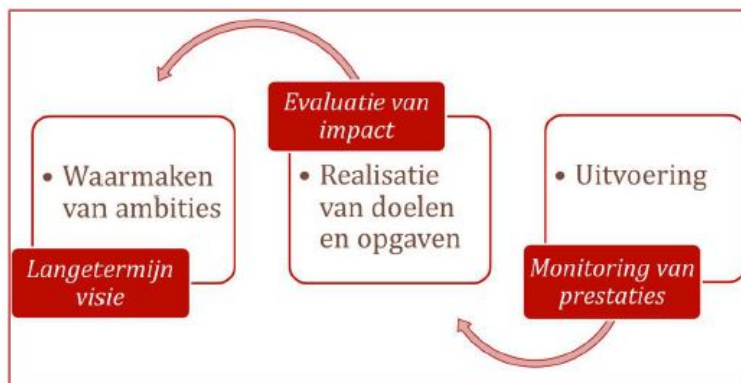 Evaluatie van
impact
• Waarmaken
van ambities
Langetermijn
visie
• Realisatie
van doelen
en opgaven
• Uitvoering
Monitoring van
prestaties